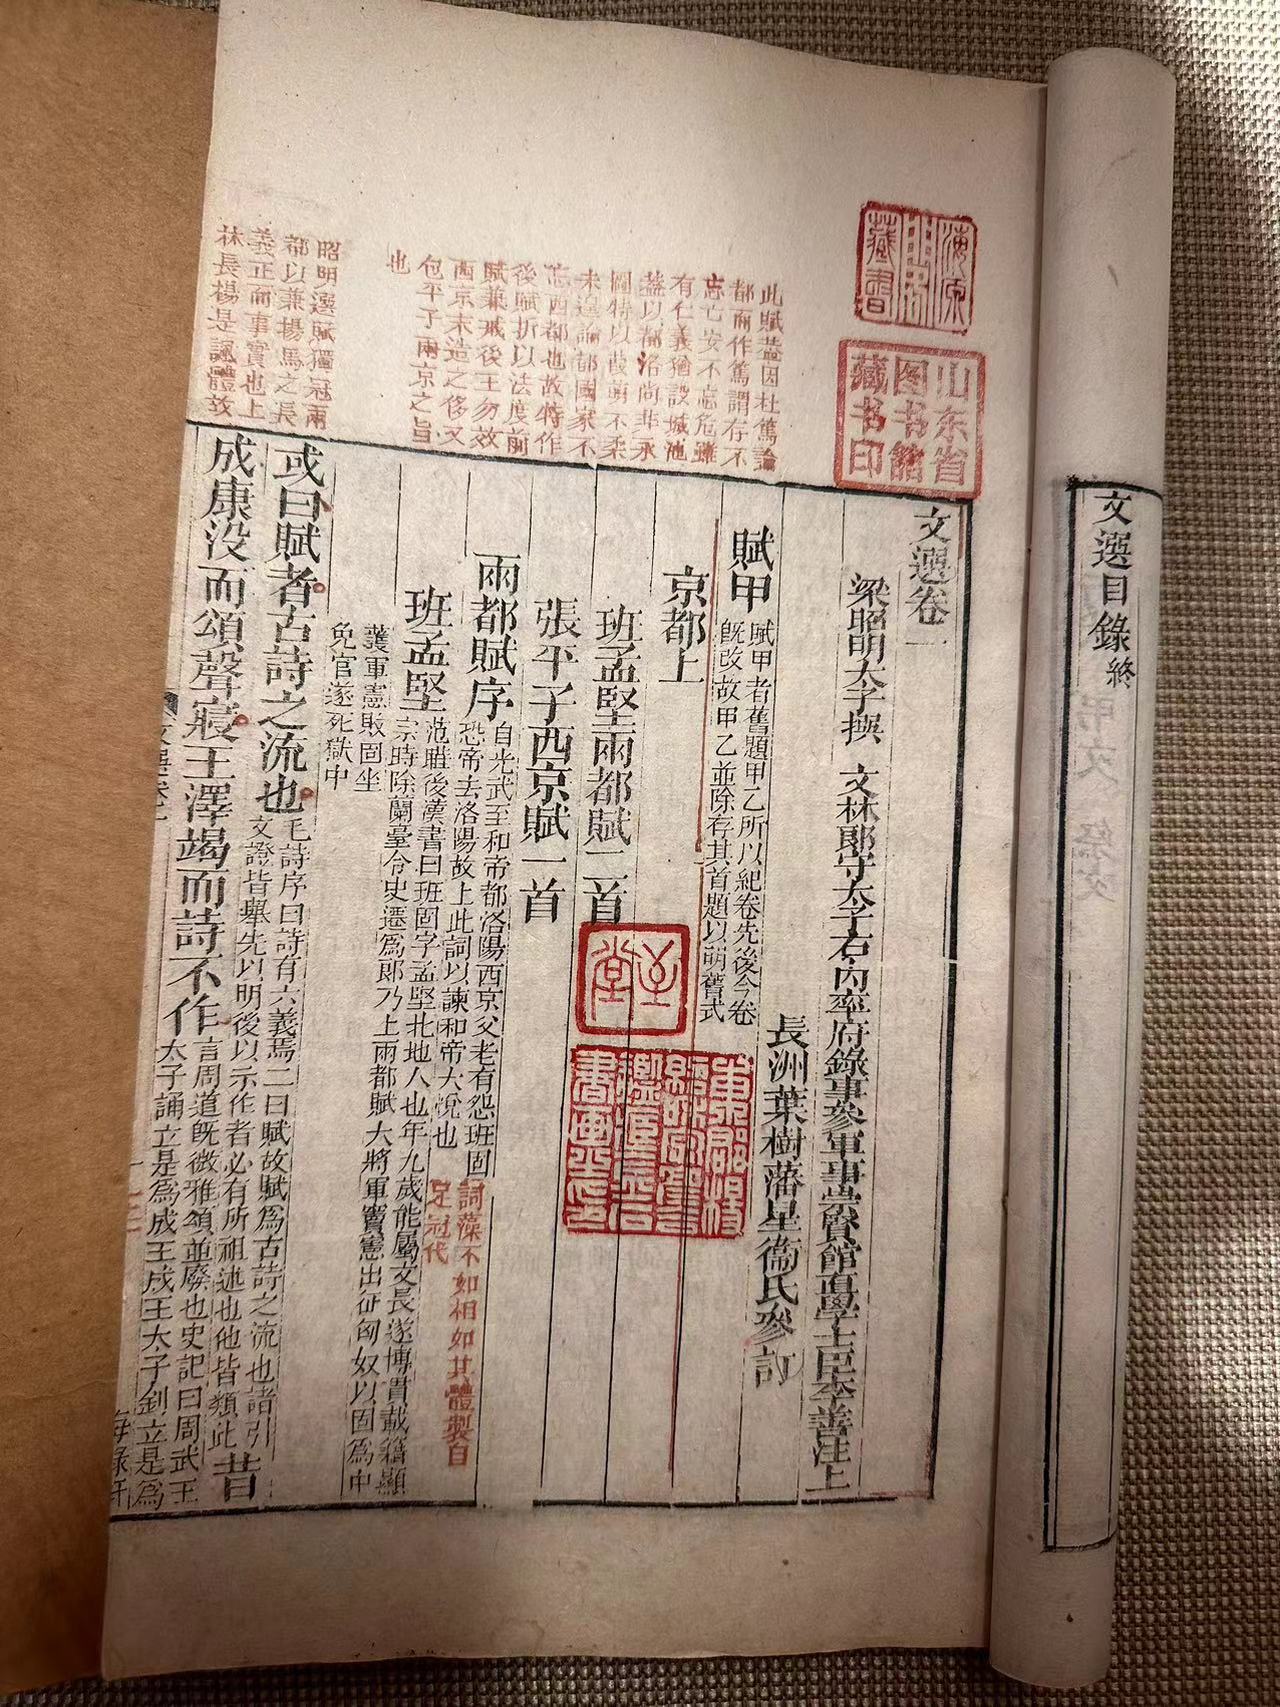 文選目錄終
藏書
山东省
图书館
藏书印
文選卷一
梁昭明太子撰 文林郎守太子右內率府錄事參軍事崇賢館直學士臣李善注上
長洲葉樹藩星衞氏參訂
賦甲
賦甲者舊題甲乙所以紀卷先後今卷
既改故甲乙並除存其首題以明舊式
京都上
班孟堅兩都賦二首
張平子西京賦一首
兩都賦序
自光武至和帝都洛陽西京父老有怨班固
恐帝去洛陽故上此詞以諫和帝大悅也
詞藻不如相如其體製自
足冠代
班孟堅
范曄後漢書曰班固字孟堅北地人也年九歲能屬文長遂博貫載籍顯
宗時除蘭臺令史遷為郎乃上兩都賦大將軍竇憲出征匈奴以固為中
護軍憲敗固坐
免官遂死獄中
或曰賦者古詩之流也
毛詩序曰詩有六義焉二曰賦故賦為古詩之流也諸引
文證皆舉先以明後以示作者必有所祖述也他皆類此
昔
成康沒而頌聲寢王澤竭而詩不作
言周道既微雅頌並廢也史記曰周武王
太子誦立是為成王成王太子釗立是為
此賦蓋因杜篤論
都而作篤謂存不
忘亡安不忘危雖
有仁義猶設城池
蓋以都洛尚非永
圖特以葭萌不柔
未遑論都國家不
忘西都也故特作
後賦折以法度前
賦兼戒後王勿效
西京末造之侈又
包平子兩京之旨
也
昭明選賦獨冠兩
都以兼揚馬之長
義正而事實也上
林長楊是諷體故
海錄軒